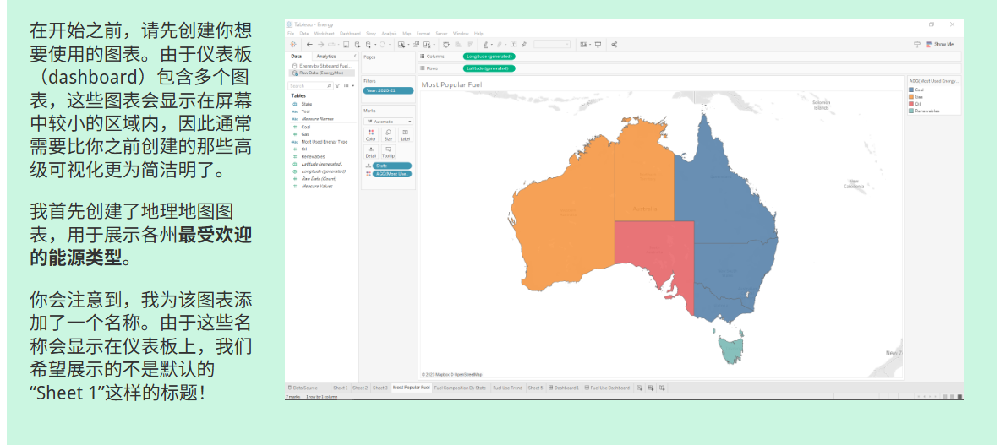 在开始之前，请先创建你想
要使用的图表。由于仪表板
（dashboard）包含多个图
表，这些图表会显示在屏幕
中较小的区域内，因此通常
需要比你之前创建的那些高
级可视化更为简洁明了。
我首先创建了地理地图图
表，用于展示各州最受欢迎
的能源类型。
你会注意到，我为该图表添
加了一个名称。由于这些名
称会显示在仪表板上，我们
希望展示的不是默认的
“Sheet 1”这样的标题！
Tableau - Energy
File Data Worksheet Dashboard Story Analysis Map Format Server Window Help
Show Me
Data Analytics
Energy by State and Fuel...
Raw Data (EnergyMix)
Search
Tables
State
Year
Measure Names
Coal
Gas
Most Used Energy Type
Oil
Renewables
Latitude (generated)
Longitude (generated)
Raw Data (Count)
Measure Values
Pages
Filters
Year: 2020-21
Marks
Automatic
Color Size Label
Detail Tooltip
State
AGG(Most Use..
Columns Longitude (generated)
Rows Latitude (generated)
Most Popular Fuel
Solomon
Islands
New
Caledonia
Australia
New Z
© 2023 Mapbox © OpenStreetMap
AGG(Most Used Energy...
Coal
Gas
Oil
Renewables
Data Source Sheet 1 Sheet 2 Sheet 3 Most Popular Fuel Fuel Composition By State Fuel Use Trend Sheet 5 Dashboard 1 Fuel Use Dashboard
7 marks 1 row by 1 column